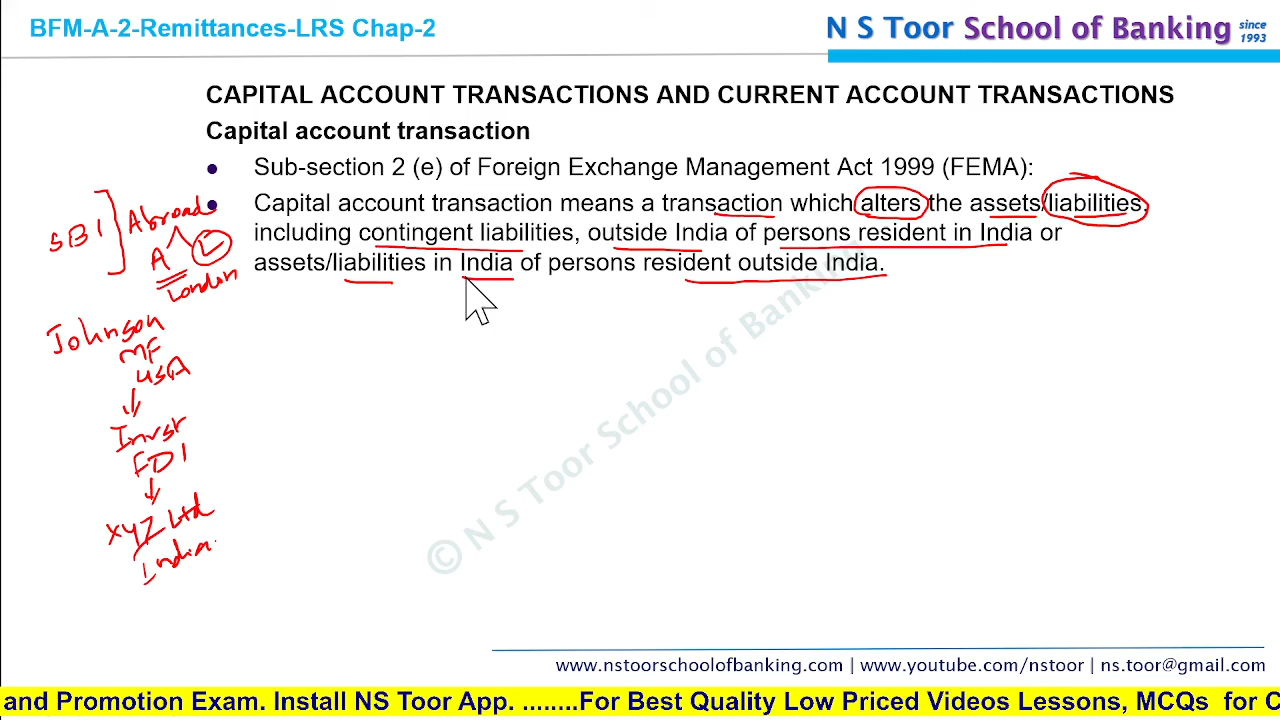 BFM-A-2-Remittances-LRS Chap-2
N S Toor School of Banking since 1993
CAPITAL ACCOUNT TRANSACTIONS AND CURRENT ACCOUNT TRANSACTIONS
Capital account transaction
• Sub-section 2 (e) of Foreign Exchange Management Act 1999 (FEMA):
• Capital account transaction means a transaction which alters the assets/liabilities,
including contingent liabilities, outside India of persons resident in India or
assets/liabilities in India of persons resident outside India.
SBI Abroad
A L
London
Johnson
MF
USA
Invst
FDI
XYZ Ltd
India
© N S Toor School of Banking
www.nstoorschoolofbanking.com | www.youtube.com/nstoor | ns.toor@gmail.com
and Promotion Exam. Install NS Toor App. ........For Best Quality Low Priced Videos Lessons, MCQs for C